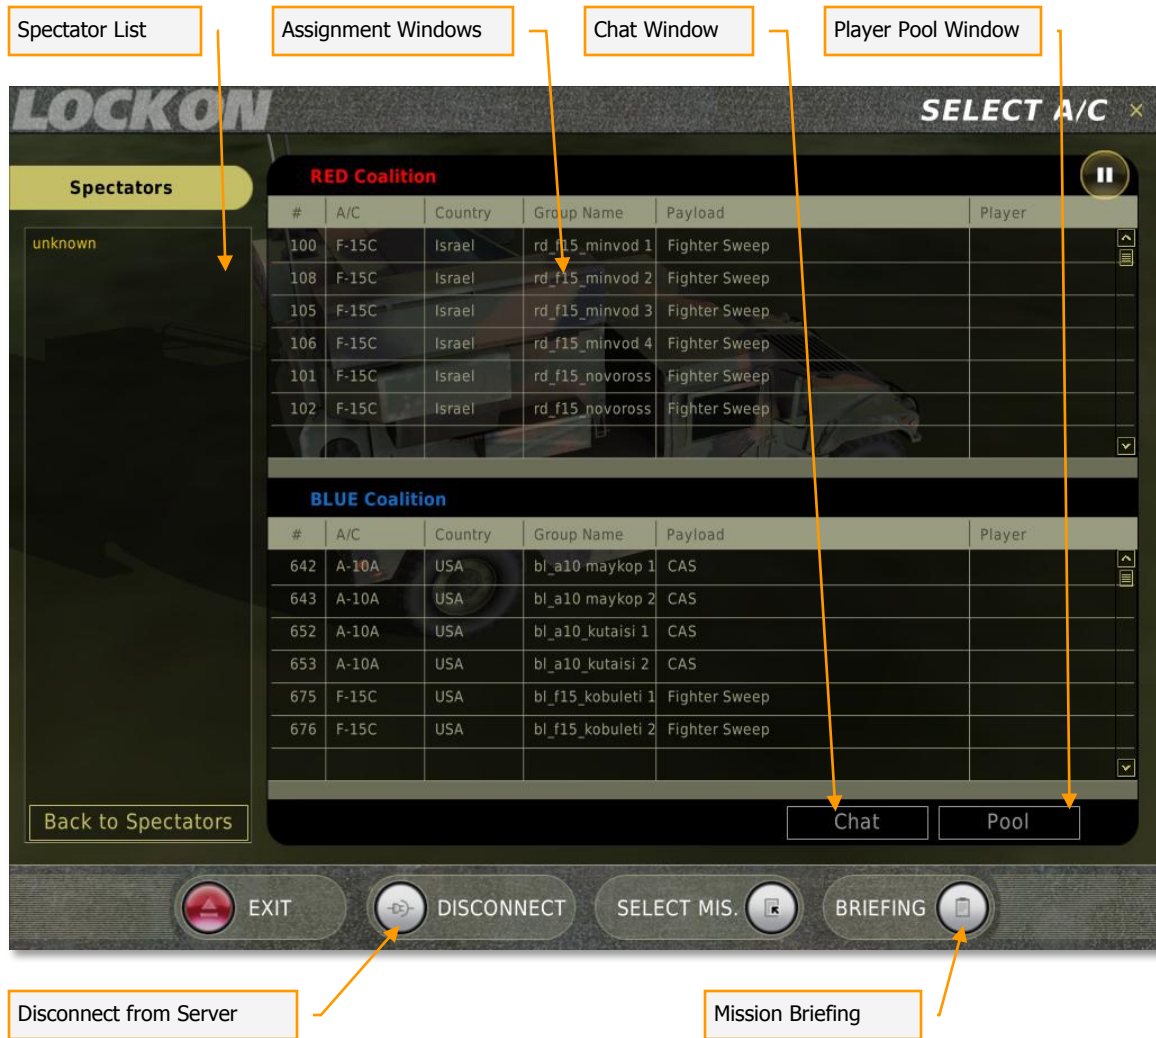 Spectator List Assignment Windows Chat Window Player Pool Window
LOCK ON SELECT A/C
Spectators
unknown
Back to Spectators
RED Coalition
# A/C Country Group Name Payload Player
100 F-15C Israel rd_f15_minvod 1 Fighter Sweep
108 F-15C Israel rd_f15_minvod 2 Fighter Sweep
105 F-15C Israel rd_f15_minvod 3 Fighter Sweep
106 F-15C Israel rd_f15_minvod 4 Fighter Sweep
101 F-15C Israel rd_f15_novoross Fighter Sweep
102 F-15C Israel rd_f15_novoross Fighter Sweep
BLUE Coalition
# A/C Country Group Name Payload Player
642 A-10A USA bl_a10 maykop 1 CAS
643 A-10A USA bl_a10 maykop 2 CAS
652 A-10A USA bl_a10_kutaisi 1 CAS
653 A-10A USA bl_a10_kutaisi 2 CAS
675 F-15C USA bl_f15_kobuleti 1 Fighter Sweep
676 F-15C USA bl_f15_kobuleti 2 Fighter Sweep
Chat Pool
EXIT DISCONNECT SELECT MIS. BRIEFING
Disconnect from Server Mission Briefing